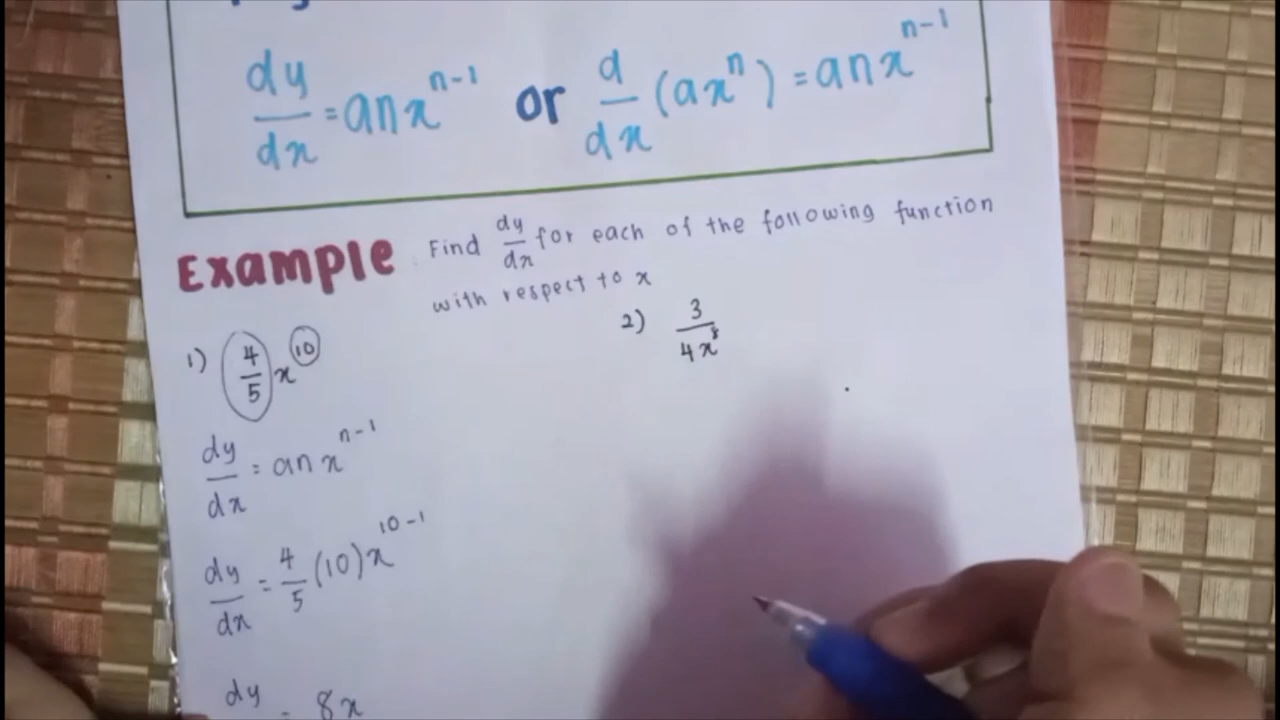 dy/dx = anx^(n-1) or d/dx (ax^n) = anx^(n-1)
Example Find dy/dx for each of the following function
with respect to x
1) 4/5 x^10
2) 3/(4x^8)
dy/dx = anx^(n-1)
dy/dx = 4/5 (10)x^(10-1)
dy = 8x